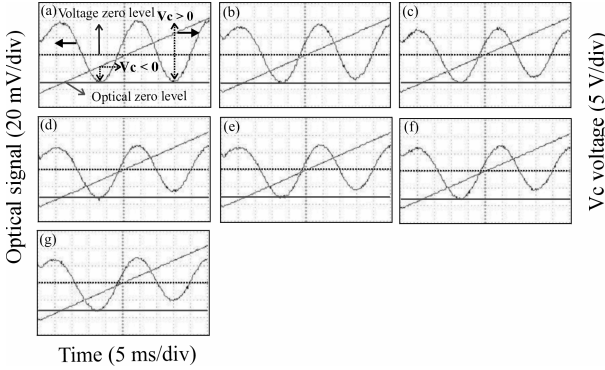 (a)
Voltage zero level
Vc > 0
Vc < 0
Optical zero level
(b)
(c)
(d)
(e)
(f)
(g)
Optical signal (20 mV/div)
Vc voltage (5 V/div)
Time (5 ms/div)